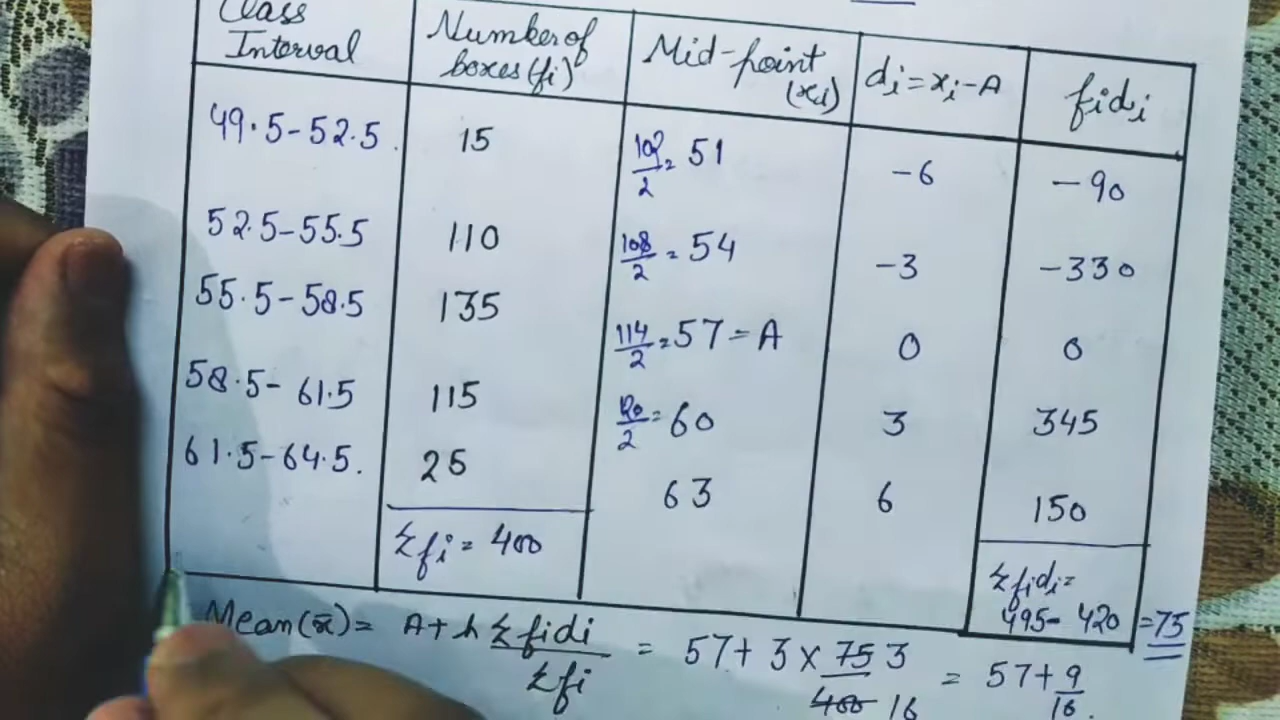 Class Interval | Number of boxes (fi) | Mid-point (xi) | di = xi - A | fidi
49.5-52.5 | 15 | 102/2 = 51 | -6 | -90
52.5-55.5 | 110 | 108/2 = 54 | -3 | -330
55.5-58.5 | 135 | 114/2 = 57 = A | 0 | 0
58.5-61.5 | 115 | 120/2 = 60 | 3 | 345
61.5-64.5. | 25 | 63 | 6 | 150
Σfi = 400 | Σfidi = 495- 420 = 75
Mean(x̄) = A + h Σfidi/Σfi = 57 + 3 × 75/400 3/16 = 57 + 9/16.